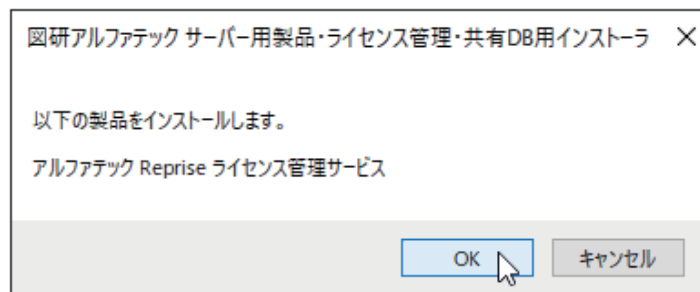 図研アルファテック サーバー用製品・ライセンス管理・共有DB用インストーラ
以下の製品をインストールします。
アルファテック Reprise ライセンス管理サービス
OK
キャンセル